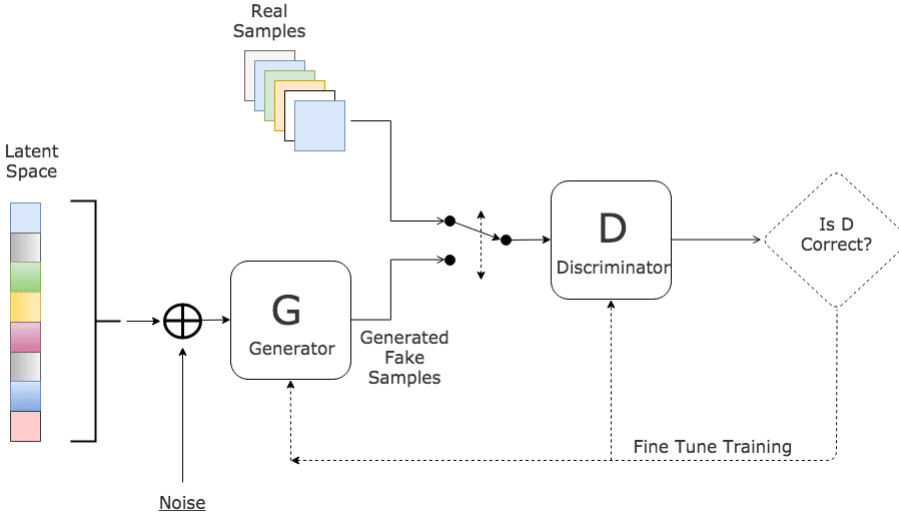 Real
Samples
Latent
Space
Is D
Correct?
D
Discriminator
G
Generator
Generated
Fake
Samples
Fine Tune Training
Noise